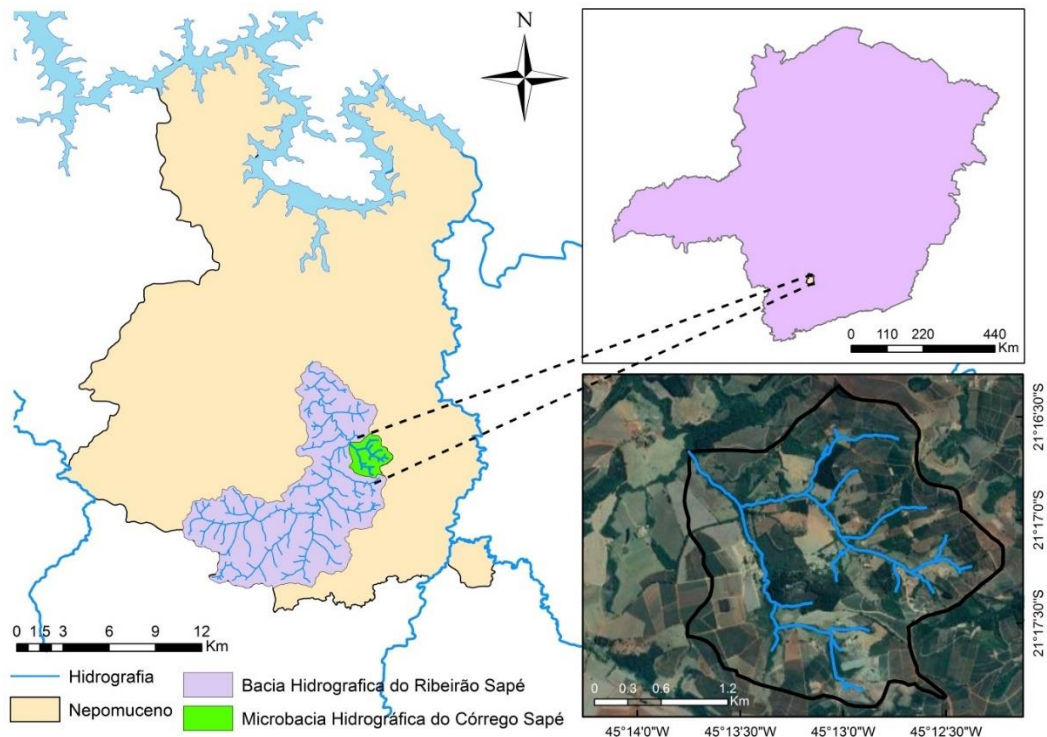 N
0 110 220 440
Km
21°16'30"S
21°17'0"S
21°17'30"S
0 1.5 3 6 9 12
Km
0 0.3 0.6 1.2
Km
Hidrografia
Nepomuceno
Bacia Hidrografica do Ribeirão Sapé
Microbacia Hidrográfica do Córrego Sapé
45°14'0"W 45°13'30"W 45°13'0"W 45°12'30"W